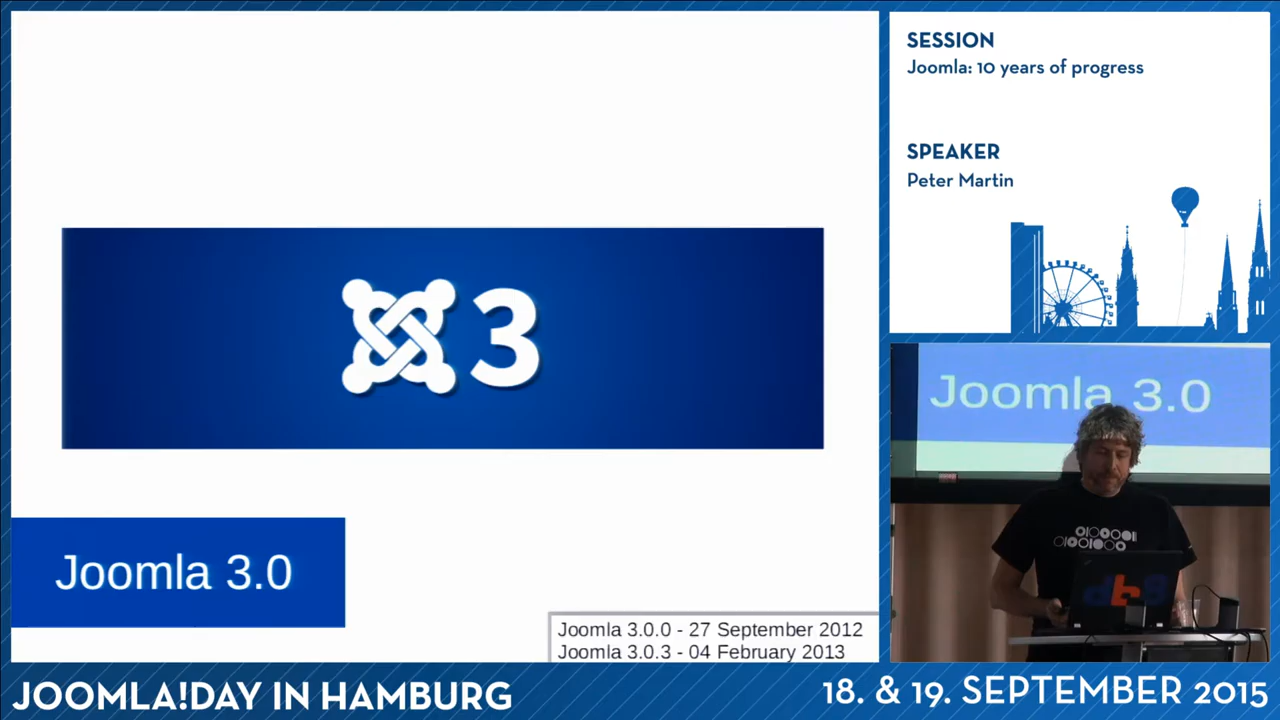 3
Joomla 3.0
Joomla 3.0.0 - 27 September 2012
Joomla 3.0.3 - 04 February 2013
SESSION
Joomla: 10 years of progress
SPEAKER
Peter Martin
Joomla 3.0
JOOMLA!DAY IN HAMBURG
18. & 19. SEPTEMBER 2015